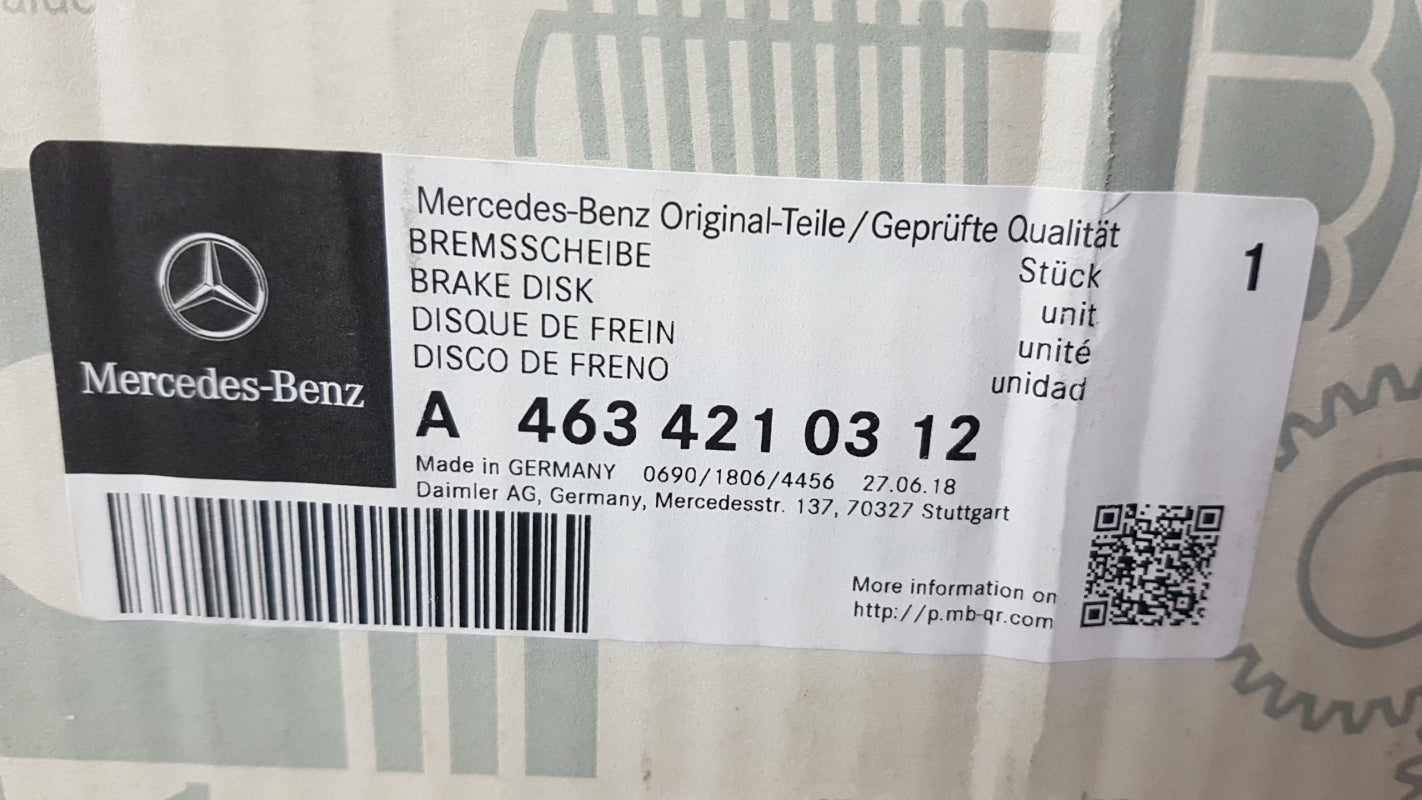 Mercedes-Benz
Mercedes-Benz Original-Teile/Geprüfte Qualität
BREMSSCHEIBE Stück 1
BRAKE DISK unit
DISQUE DE FREIN unité
DISCO DE FRENO unidad
A 463 421 03 12
Made in GERMANY 0690/1806/4456 27.06.18
Daimler AG, Germany, Mercedesstr. 137, 70327 Stuttgart
More information on
http://p.mb-qr.com